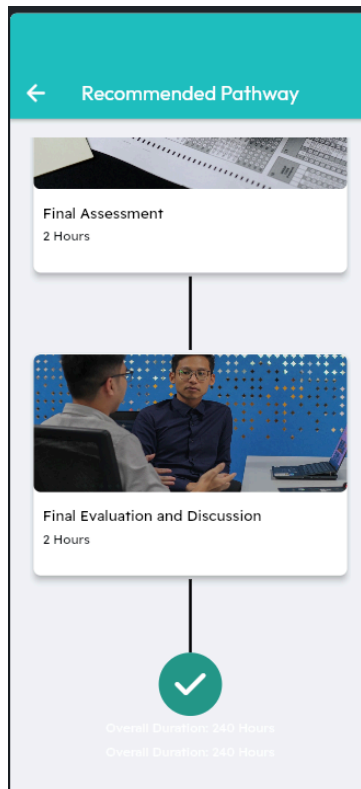 Recommended Pathway
Final Assessment
2 Hours
Final Evaluation and Discussion
2 Hours
Overall Duration: 240 Hours
Overall Duration: 240 Hours